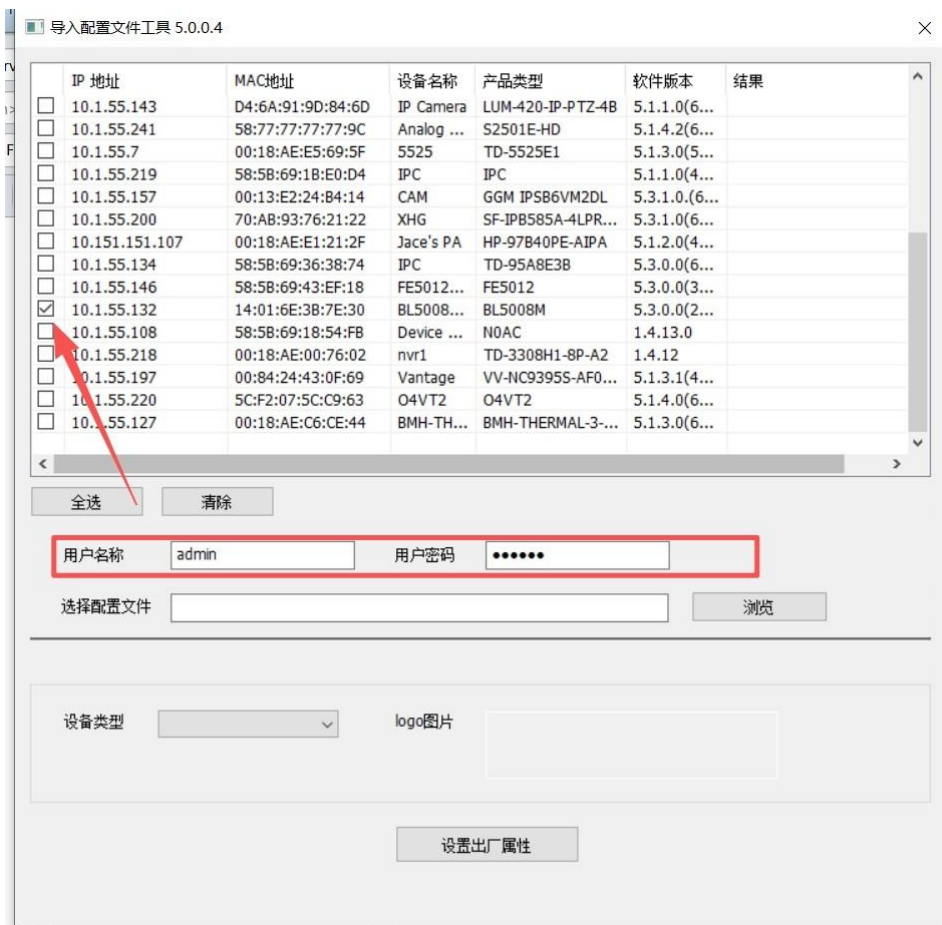 导入配置文件工具 5.0.0.4
IP 地址 MAC地址 设备名称 产品类型 软件版本 结果
10.1.55.143 D4:6A:91:9D:84:6D IP Camera LUM-420-IP-PTZ-4B 5.1.1.0(6...
10.1.55.241 58:77:77:77:77:9C Analog ... S2501E-HD 5.1.4.2(6...
10.1.55.7 00:18:AE:E5:69:5F 5525 TD-5525E1 5.1.3.0(5...
10.1.55.219 58:5B:69:1B:E0:D4 IPC IPC 5.1.1.0(4...
10.1.55.157 00:13:E2:24:B4:14 CAM GGM IPSB6VM2DL 5.3.1.0.(6...
10.1.55.200 70:AB:93:76:21:22 XHG SF-IPB585A-4LPR... 5.3.1.0(6...
10.151.151.107 00:18:AE:E1:21:2F Jace's PA HP-97B40PE-AIPA 5.1.2.0(4...
10.1.55.134 58:5B:69:36:38:74 IPC TD-95A8E3B 5.3.0.0(6...
10.1.55.146 58:5B:69:43:EF:18 FE5012... FE5012 5.3.0.0(3...
10.1.55.132 14:01:6E:3B:7E:30 BL5008... BL5008M 5.3.0.0(2...
10.1.55.108 58:5B:69:18:54:FB Device ... N0AC 1.4.13.0
10.1.55.218 00:18:AE:00:76:02 nvr1 TD-3308H1-8P-A2 1.4.12
10.1.55.197 00:84:24:43:0F:69 Vantage VV-NC9395S-AF0... 5.1.3.1(4...
10.1.55.220 5C:F2:07:5C:C9:63 O4VT2 O4VT2 5.1.4.0(6...
10.1.55.127 00:18:AE:C6:CE:44 BMH-TH... BMH-THERMAL-3-... 5.1.3.0(6...
全选 清除
用户名称 admin 用户密码 ●●●●●●
选择配置文件 浏览
设备类型 logo图片
设置出厂属性